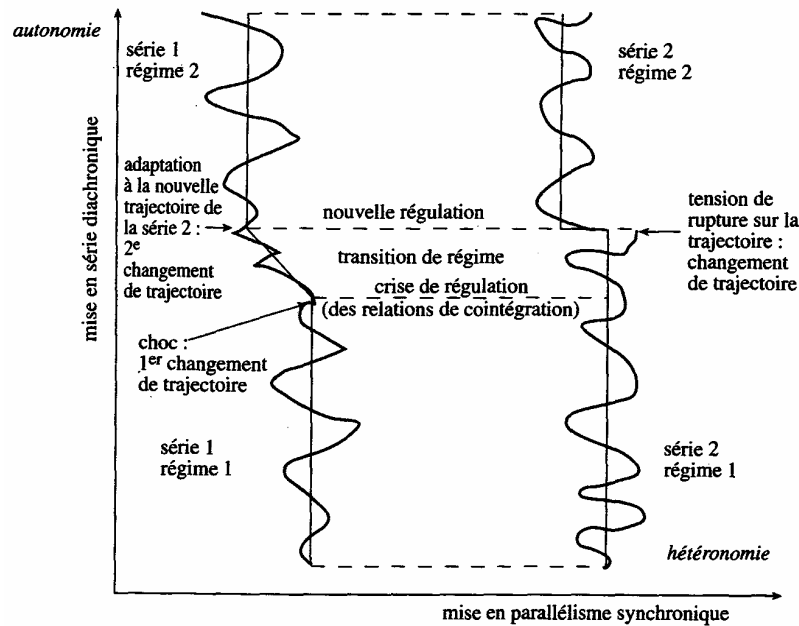 autonomie
série 1
régime 2
série 2
régime 2
mise en série diachronique
adaptation
à la nouvelle
trajectoire de
la série 2 :
2e
changement
de trajectoire
nouvelle régulation
transition de régime
crise de régulation
(des relations de cointégration)
tension de
rupture sur la
trajectoire :
changement
de trajectoire
choc :
1er changement
de trajectoire
série 1
régime 1
série 2
régime 1
hétéronomie
mise en parallélisme synchronique